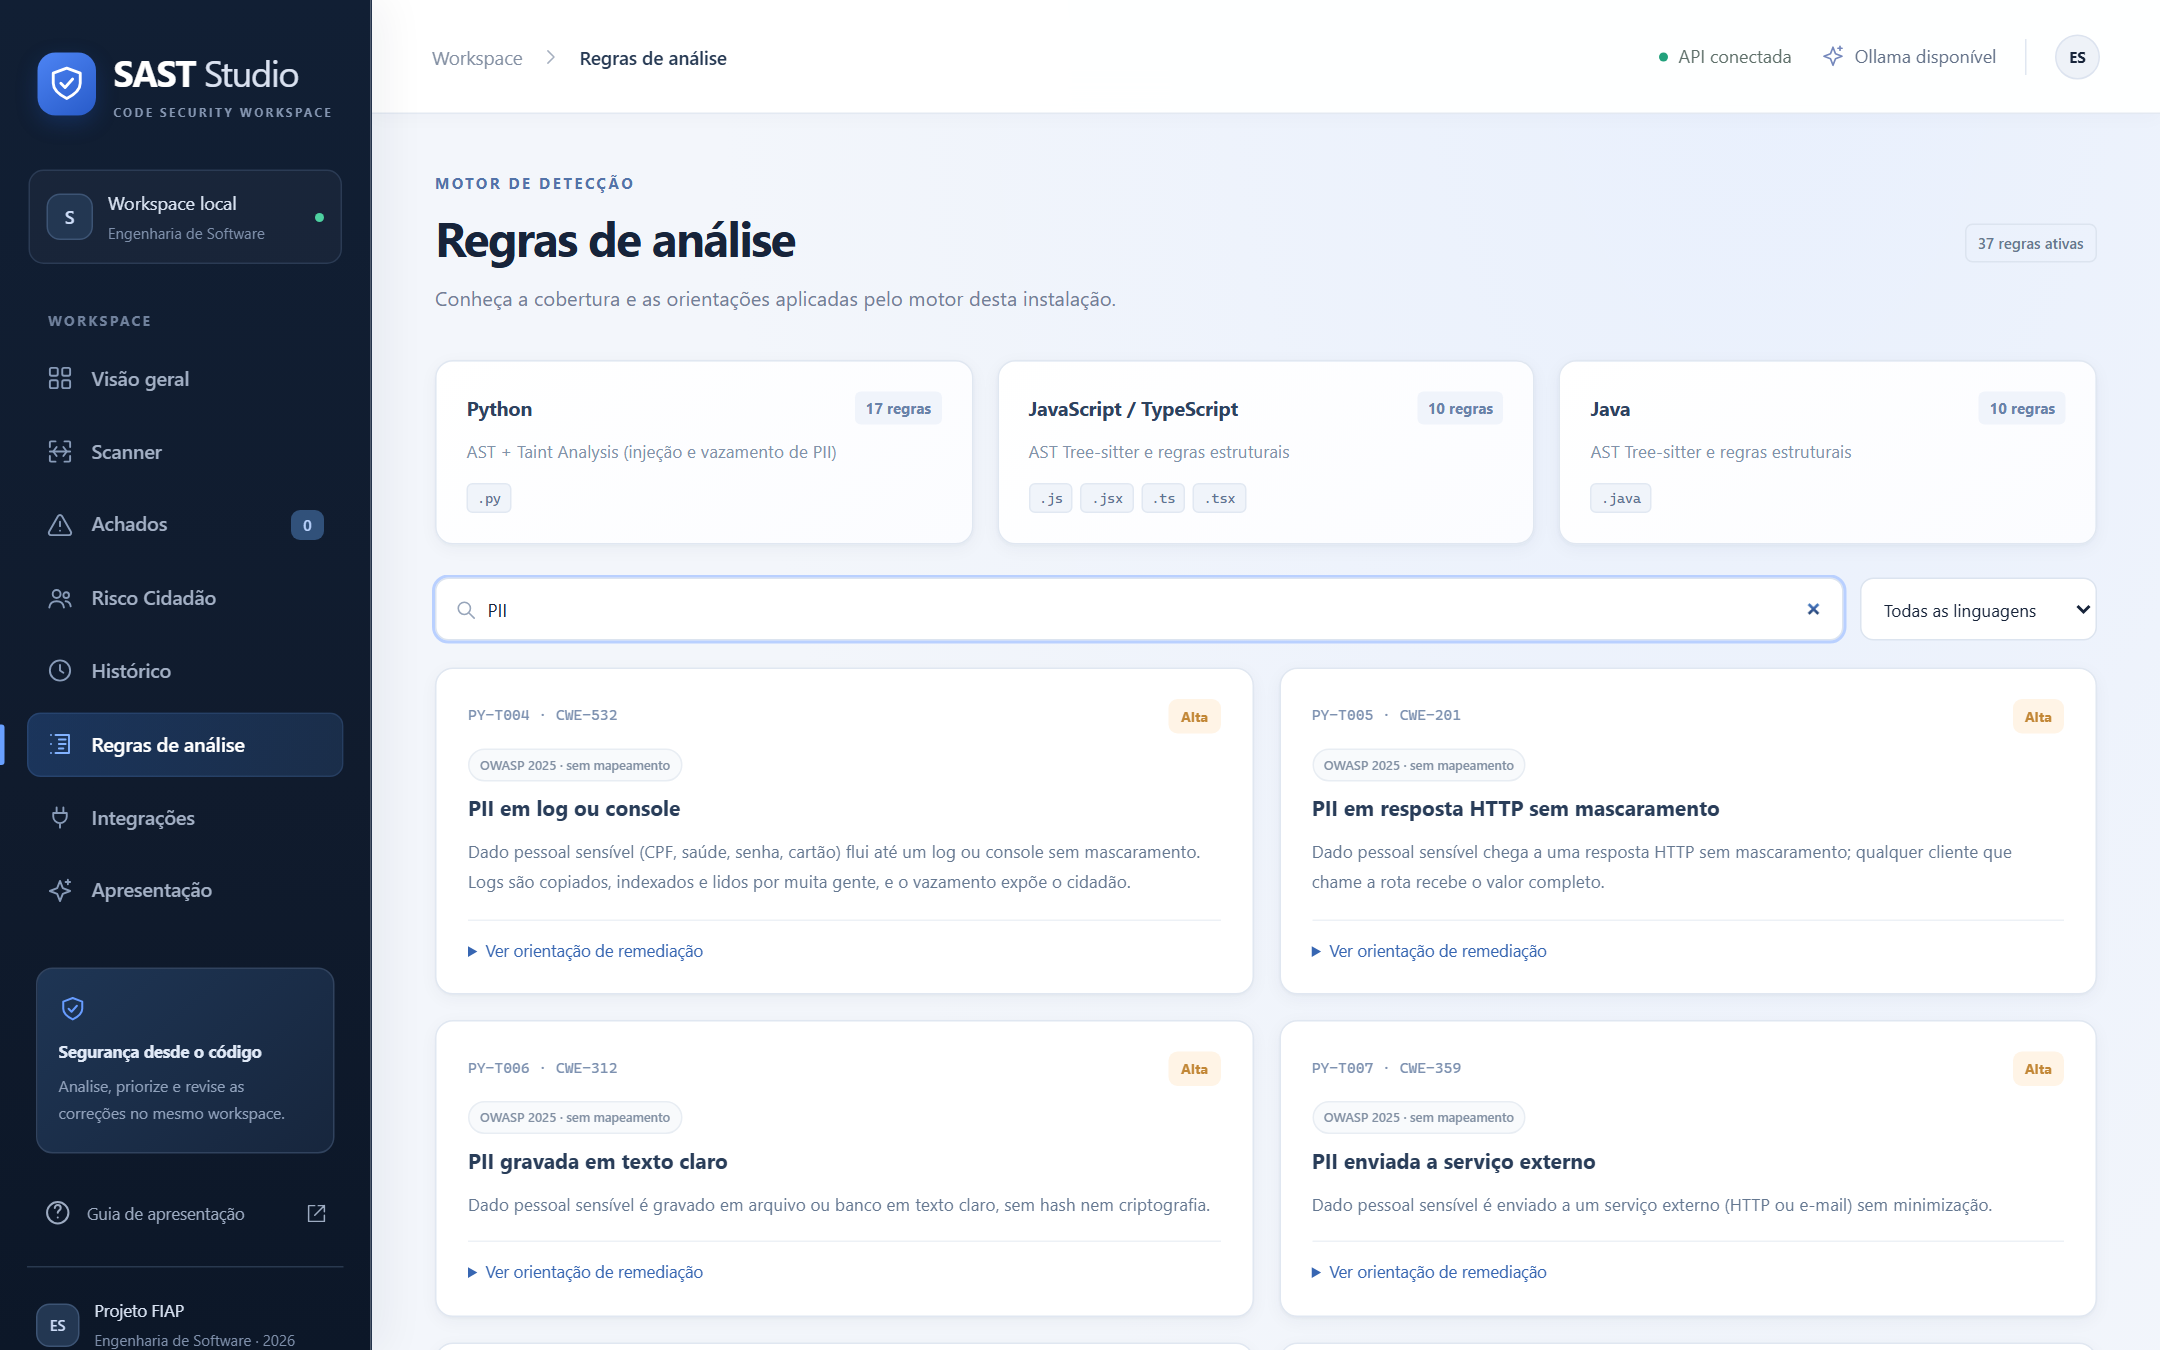 SAST Studio
CODE SECURITY WORKSPACE
S
Workspace local
Engenharia de Software
WORKSPACE
Visão geral
Scanner
Achados
0
Risco Cidadão
Histórico
Regras de análise
Integrações
Apresentação
Segurança desde o código
Analise, priorize e revise as
correções no mesmo workspace.
Guia de apresentação
ES
Projeto FIAP
Engenharia de Software · 2026
Workspace
Regras de análise
API conectada
Ollama disponível
ES
MOTOR DE DETECÇÃO
Regras de análise
37 regras ativas
Conheça a cobertura e as orientações aplicadas pelo motor desta instalação.
Python
17 regras
AST + Taint Analysis (injeção e vazamento de PII)
.py
JavaScript / TypeScript
10 regras
AST Tree-sitter e regras estruturais
.js .jsx .ts .tsx
Java
10 regras
AST Tree-sitter e regras estruturais
.java
PII
Todas as linguagens
PY-T004 · CWE-532
Alta
OWASP 2025 · sem mapeamento
PII em log ou console
Dado pessoal sensível (CPF, saúde, senha, cartão) flui até um log ou console sem mascaramento.
Logs são copiados, indexados e lidos por muita gente, e o vazamento expõe o cidadão.
Ver orientação de remediação
PY-T005 · CWE-201
Alta
OWASP 2025 · sem mapeamento
PII em resposta HTTP sem mascaramento
Dado pessoal sensível chega a uma resposta HTTP sem mascaramento; qualquer cliente que
chame a rota recebe o valor completo.
Ver orientação de remediação
PY-T006 · CWE-312
Alta
OWASP 2025 · sem mapeamento
PII gravada em texto claro
Dado pessoal sensível é gravado em arquivo ou banco em texto claro, sem hash nem criptografia.
Ver orientação de remediação
PY-T007 · CWE-359
Alta
OWASP 2025 · sem mapeamento
PII enviada a serviço externo
Dado pessoal sensível é enviado a um serviço externo (HTTP ou e-mail) sem minimização.
Ver orientação de remediação